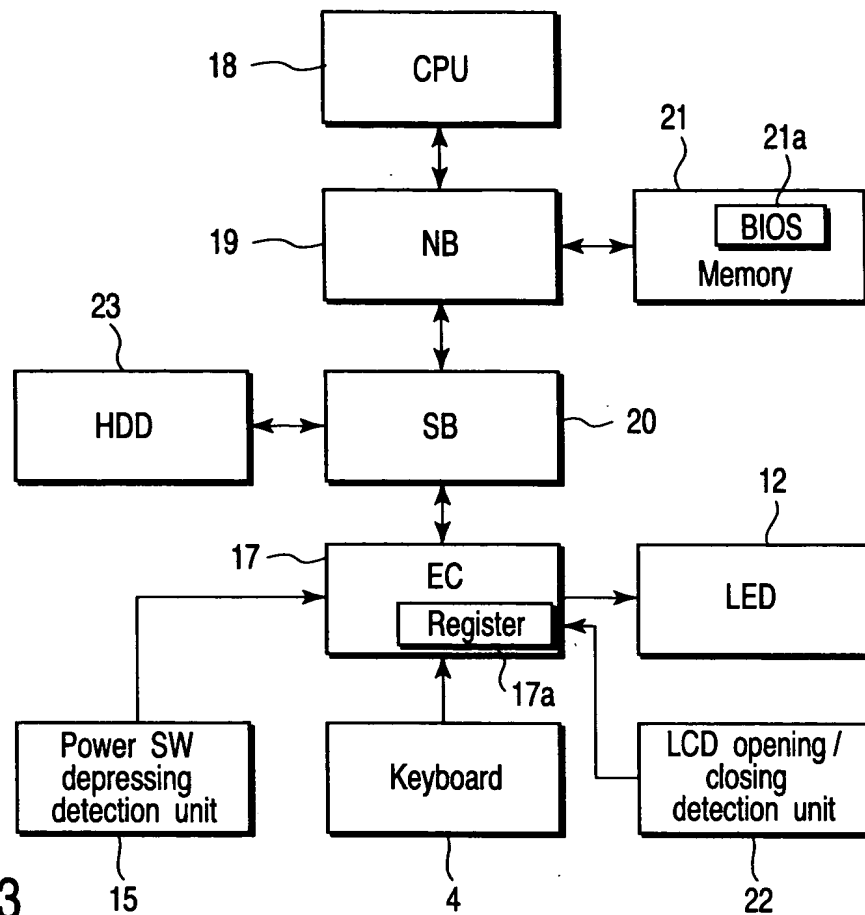 18
CPU
21
21a
19
NB
BIOS
Memory
23
HDD
SB
20
12
17
EC
Register
17a
LED
Power SW
depressing
detection unit
Keyboard
LCD opening /
closing
detection unit
15
4
22
3